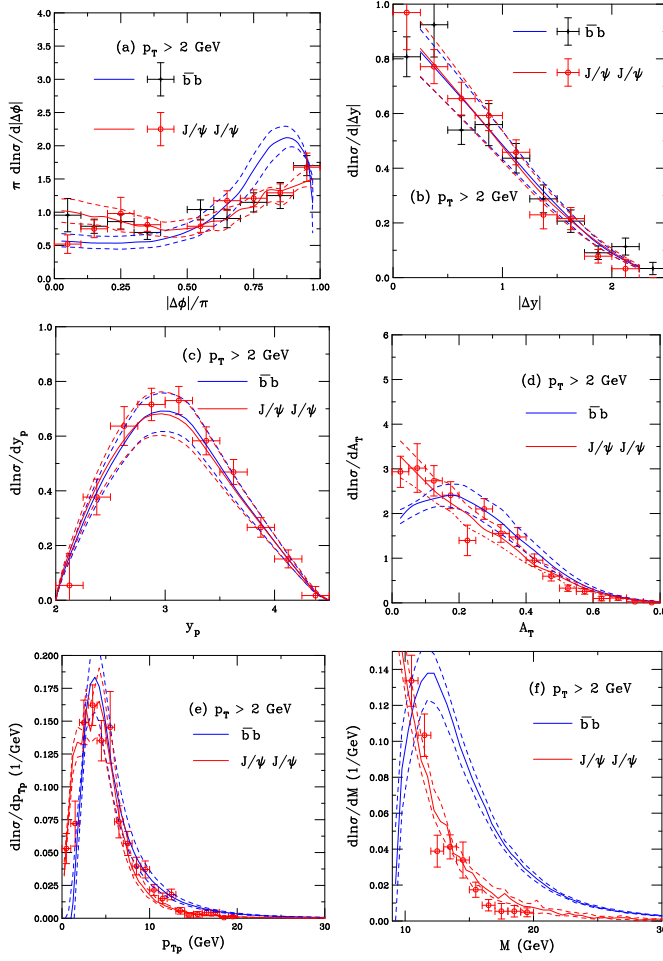 4.0
3.5
3.0
2.5
2.0
1.5
1.0
0.5
0.0
π dlnσ/d|Δϕ|
(a) p_T > 2 GeV
b̅b
J/ψ J/ψ
0.00 0.25 0.50 0.75 1.00
|Δϕ|/π
1.0
0.8
0.6
0.4
0.2
0.0
dlnσ/d|Δy|
b̅b
J/ψ J/ψ
(b) p_T > 2 GeV
0 1 2
|Δy|
1.0
0.8
0.6
0.4
0.2
0.0
dlnσ/dy_p
(c) p_T > 2 GeV
b̅b
J/ψ J/ψ
2 3 4
y_p
6
5
4
3
2
1
0
dlnσ/dA_T
(d) p_T > 2 GeV
b̅b
J/ψ J/ψ
0.0 0.2 0.4 0.6 0.8
A_T
0.200
0.175
0.150
0.125
0.100
0.075
0.050
0.025
0.000
dlnσ/dp_Tp (1/GeV)
(e) p_T > 2 GeV
b̅b
J/ψ J/ψ
0 10 20 30
p_Tp (GeV)
0.14
0.12
0.10
0.08
0.06
0.04
0.02
0.00
dlnσ/dM (1/GeV)
(f) p_T > 2 GeV
b̅b
J/ψ J/ψ
10 20 30
M (GeV)